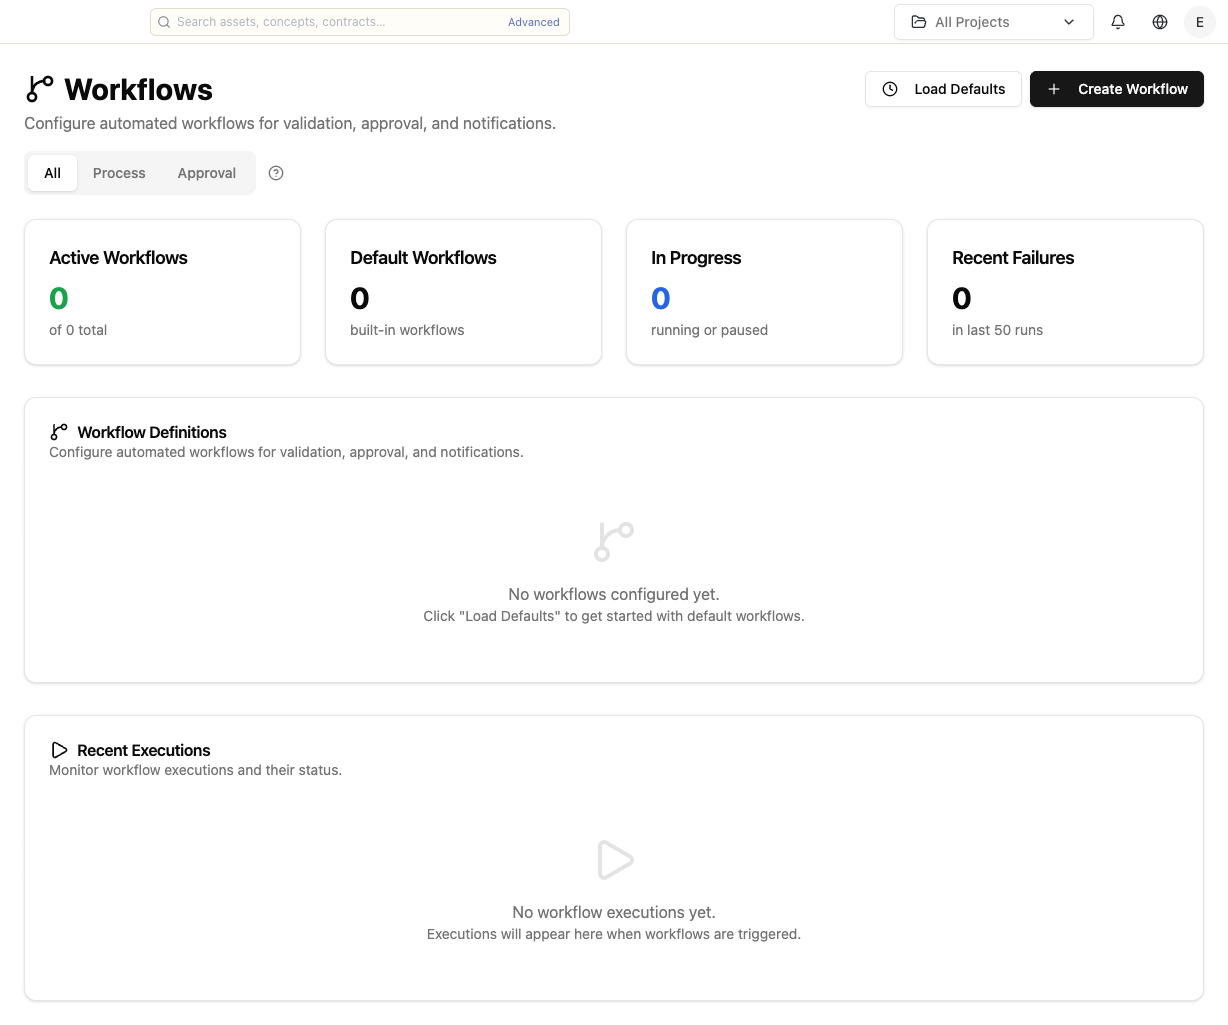 Search assets, concepts, contracts...
Advanced
All Projects
E
Workflows
Load Defaults
Create Workflow
Configure automated workflows for validation, approval, and notifications.
All
Process
Approval
Active Workflows
0
of 0 total
Default Workflows
0
built-in workflows
In Progress
0
running or paused
Recent Failures
0
in last 50 runs
Workflow Definitions
Configure automated workflows for validation, approval, and notifications.
No workflows configured yet.
Click "Load Defaults" to get started with default workflows.
Recent Executions
Monitor workflow executions and their status.
No workflow executions yet.
Executions will appear here when workflows are triggered.